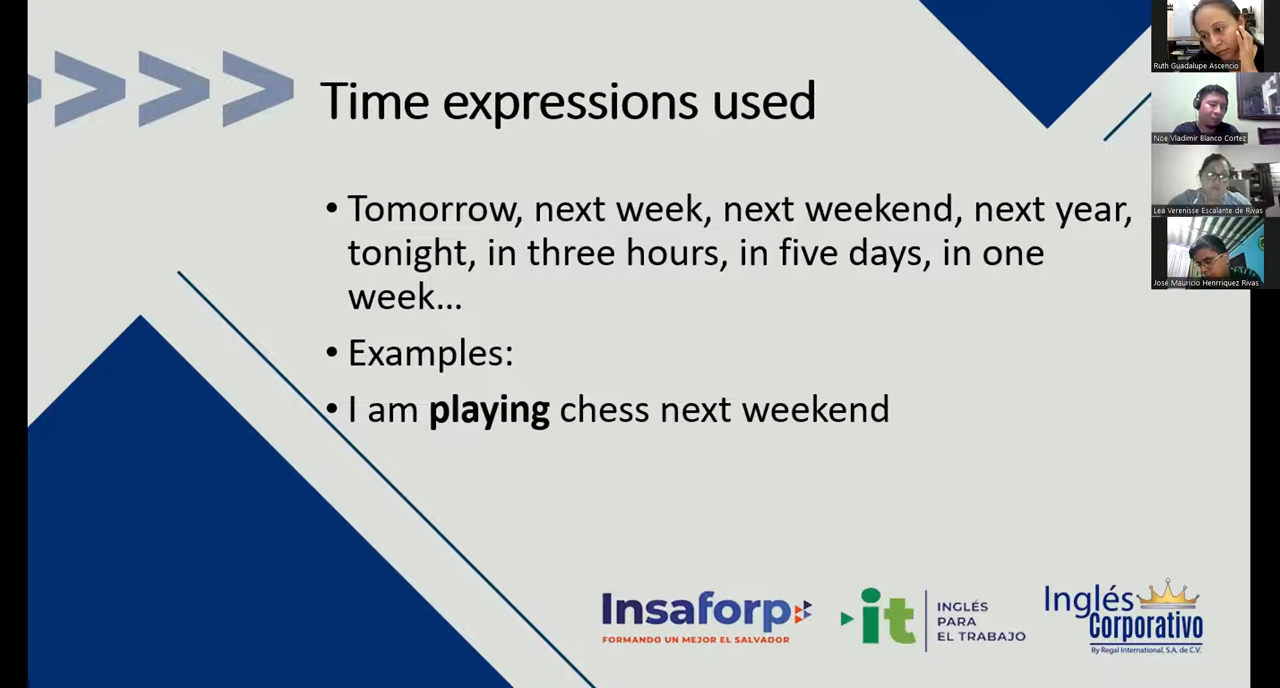 Time expressions used
• Tomorrow, next week, next weekend, next year,
tonight, in three hours, in five days, in one
week...
• Examples:
• I am playing chess next weekend
Insaforp
FORMANDO UN MEJOR EL SALVADOR
it
INGLÉS
PARA
EL TRABAJO
Inglés
Corporativo
By Regal International, S.A. de C.V.
Ruth Guadalupe Ascencio
Noe Vladimir Blanco Cortez
Lea Verenisse Escalante de Rivas
José Mauricio Henrriquez Rivas